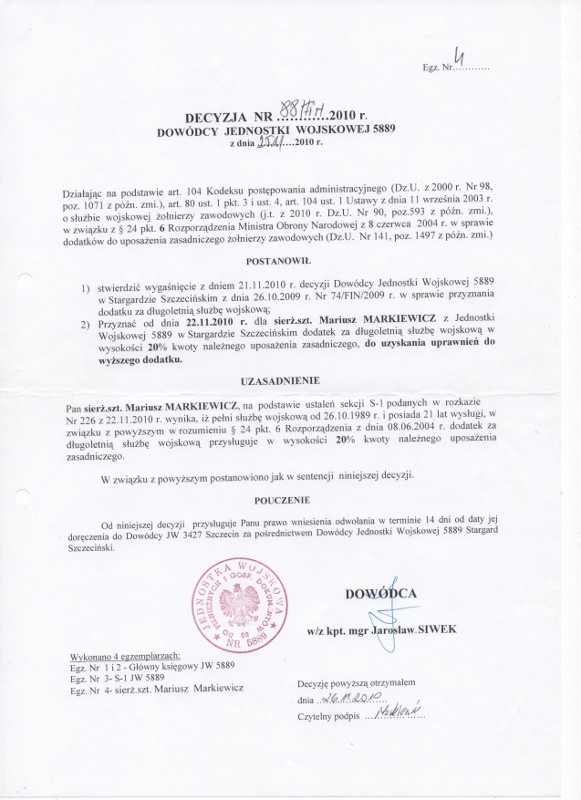 Egz. Nr 4
DECYZJA NR 88/FIN/2010 r.
DOWÓDCY JEDNOSTKI WOJSKOWEJ 5889
z dnia 25.11.2010 r.
Działając na podstawie art. 104 Kodeksu postępowania administracyjnego (Dz.U. z 2000 r. Nr 98,
poz. 1071 z późn. zmi.), art. 80 ust. 1 pkt. 3 i ust. 4, art. 104 ust. 1 Ustawy z dnia 11 września 2003 r.
o służbie wojskowej żołnierzy zawodowych (j.t. z 2010 r. Dz.U. Nr 90, poz.593 z późn. zmi.),
w związku z § 24 pkt. 6 Rozporządzenia Ministra Obrony Narodowej z 8 czerwca 2004 r. w sprawie
dodatków do uposażenia zasadniczego żołnierzy zawodowych (Dz.U. Nr 141, poz. 1497 z późn. zmi.)
POSTANOWIŁ
1) stwierdzić wygaśnięcie z dniem 21.11.2010 r. decyzji Dowódcy Jednostki Wojskowej 5889
w Stargardzie Szczecińskim z dnia 26.10.2009 r. Nr 74/FIN/2009 r. w sprawie przyznania
dodatku za długoletnią służbę wojskową;
2) Przyznać od dnia 22.11.2010 r. dla sierż.szt. Mariusz MARKIEWICZ z Jednostki
Wojskowej 5889 w Stargardzie Szczecińskim dodatek za długoletnią służbę wojskową w
wysokości 20% kwoty należnego uposażenia zasadniczego, do uzyskania uprawnień do
wyższego dodatku.
UZASADNIENIE
Pan sierż.szt. Mariusz MARKIEWICZ, na podstawie ustaleń sekcji S-1 podanych w rozkazie
Nr 226 z 22.11.2010 r. wynika, iż pełni służbę wojskową od 26.10.1989 r. i posiada 21 lat wysługi, w
związku z powyższym w rozumieniu § 24 pkt. 6 Rozporządzenia z dnia 08.06.2004 r. dodatek za
długoletnią służbę wojskową przysługuje w wysokości 20% kwoty należnego uposażenia
zasadniczego.
W związku z powyższym postanowiono jak w sentencji niniejszej decyzji.
POUCZENIE
Od niniejszej decyzji przysługuje Panu prawo wniesienia odwołania w terminie 14 dni od daty jej
doręczenia do Dowódcy JW 3427 Szczecin za pośrednictwem Dowódcy Jednostki Wojskowej 5889 Stargard
Szczeciński.
JEDNOSTKA WOJSKOWA
NR 5889
DO PIENIĘŻNYCH I GOSP. DOKUM-NTÓW
DOWÓDCA
w/z kpt. mgr Jarosław SIWEK
Wykonano 4 egzemplarzach:
Egz. Nr 1 i 2 - Główny księgowy JW 5889
Egz. Nr 3- S-1 JW 5889
Egz. Nr 4- sierż.szt. Mariusz Markiewicz
Decyzję powyższą otrzymałem
dnia 26.11.2010
Czytelny podpis